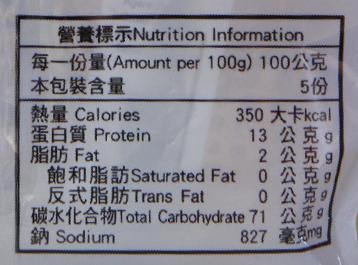 營養標示Nutrition Information
每一份量(Amount per 100g) 100公克
本包裝含量 5份
熱量 Calories 350 大卡kcal
蛋白質 Protein 13 公克g
脂肪 Fat 2 公克g
飽和脂肪Saturated Fat 0 公克g
反式脂肪Trans Fat 0 公克g
碳水化合物Total Carbohydrate 71 公克g
鈉 Sodium 827 毫克mg